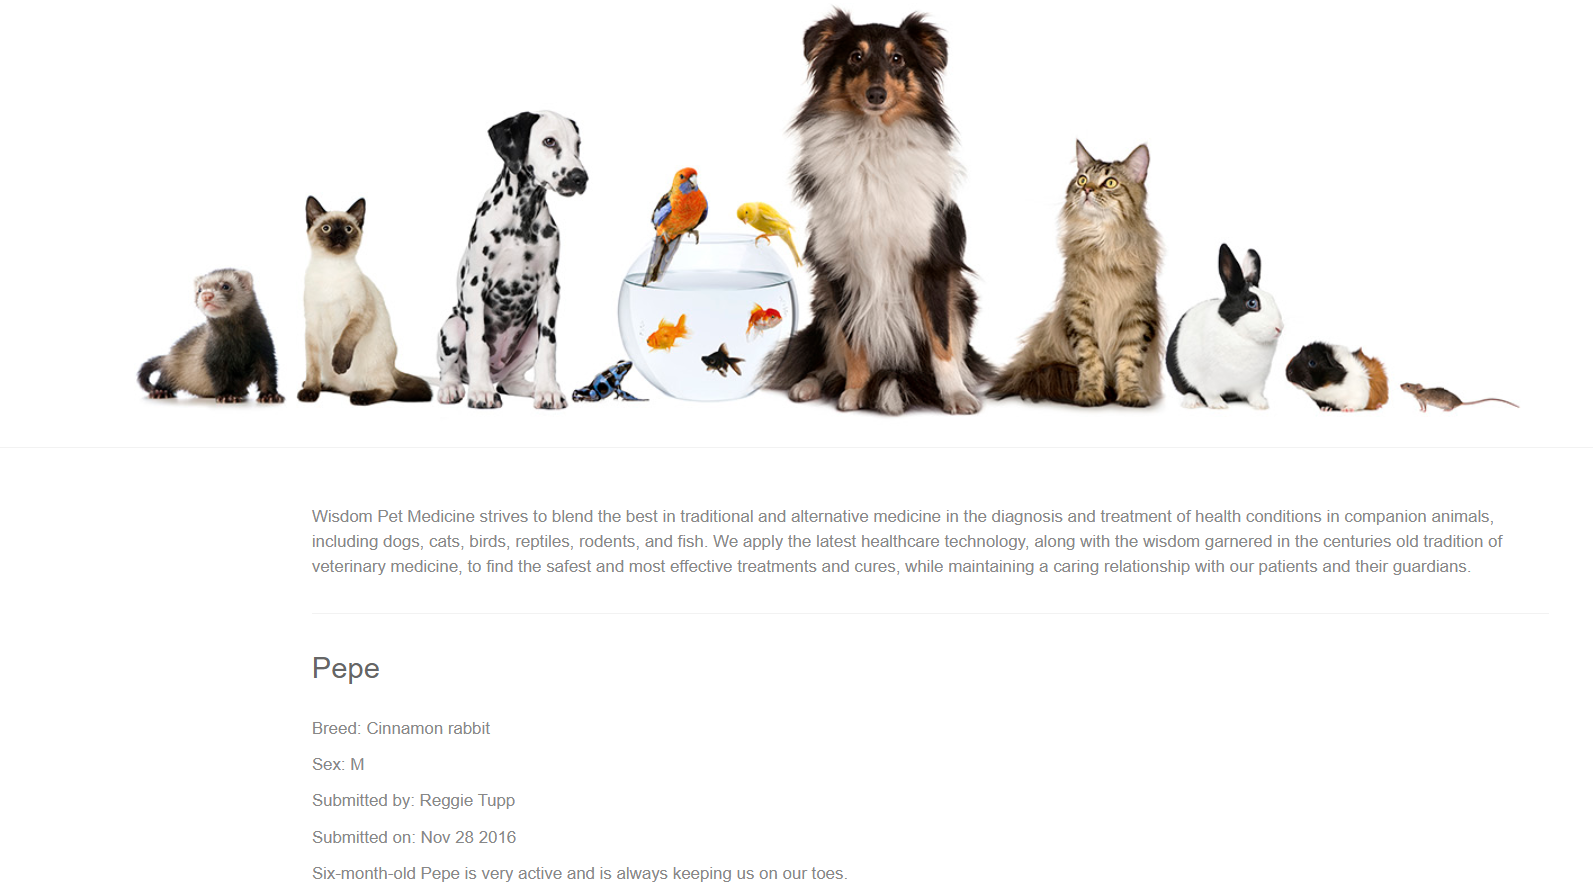 Wisdom Pet Medicine strives to blend the best in traditional and alternative medicine in the diagnosis and treatment of health conditions in companion animals,
including dogs, cats, birds, reptiles, rodents, and fish. We apply the latest healthcare technology, along with the wisdom garnered in the centuries old tradition of
veterinary medicine, to find the safest and most effective treatments and cures, while maintaining a caring relationship with our patients and their guardians.
Pepe
Breed: Cinnamon rabbit
Sex: M
Submitted by: Reggie Tupp
Submitted on: Nov 28 2016
Six-month-old Pepe is very active and is always keeping us on our toes.